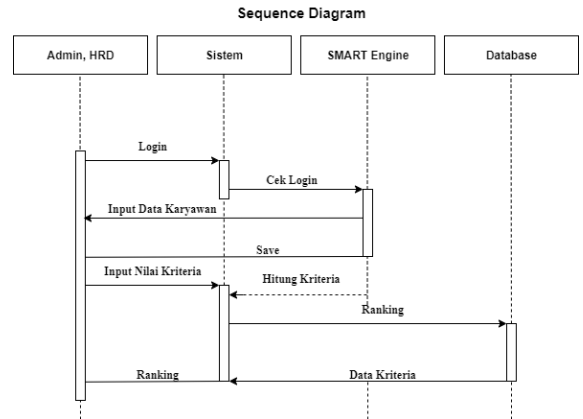 Sequence Diagram
Admin, HRD
Sistem
SMART Engine
Database
Login
Cek Login
Input Data Karyawan
Save
Input Nilai Kriteria
Hitung Kriteria
Ranking
Ranking
Data Kriteria